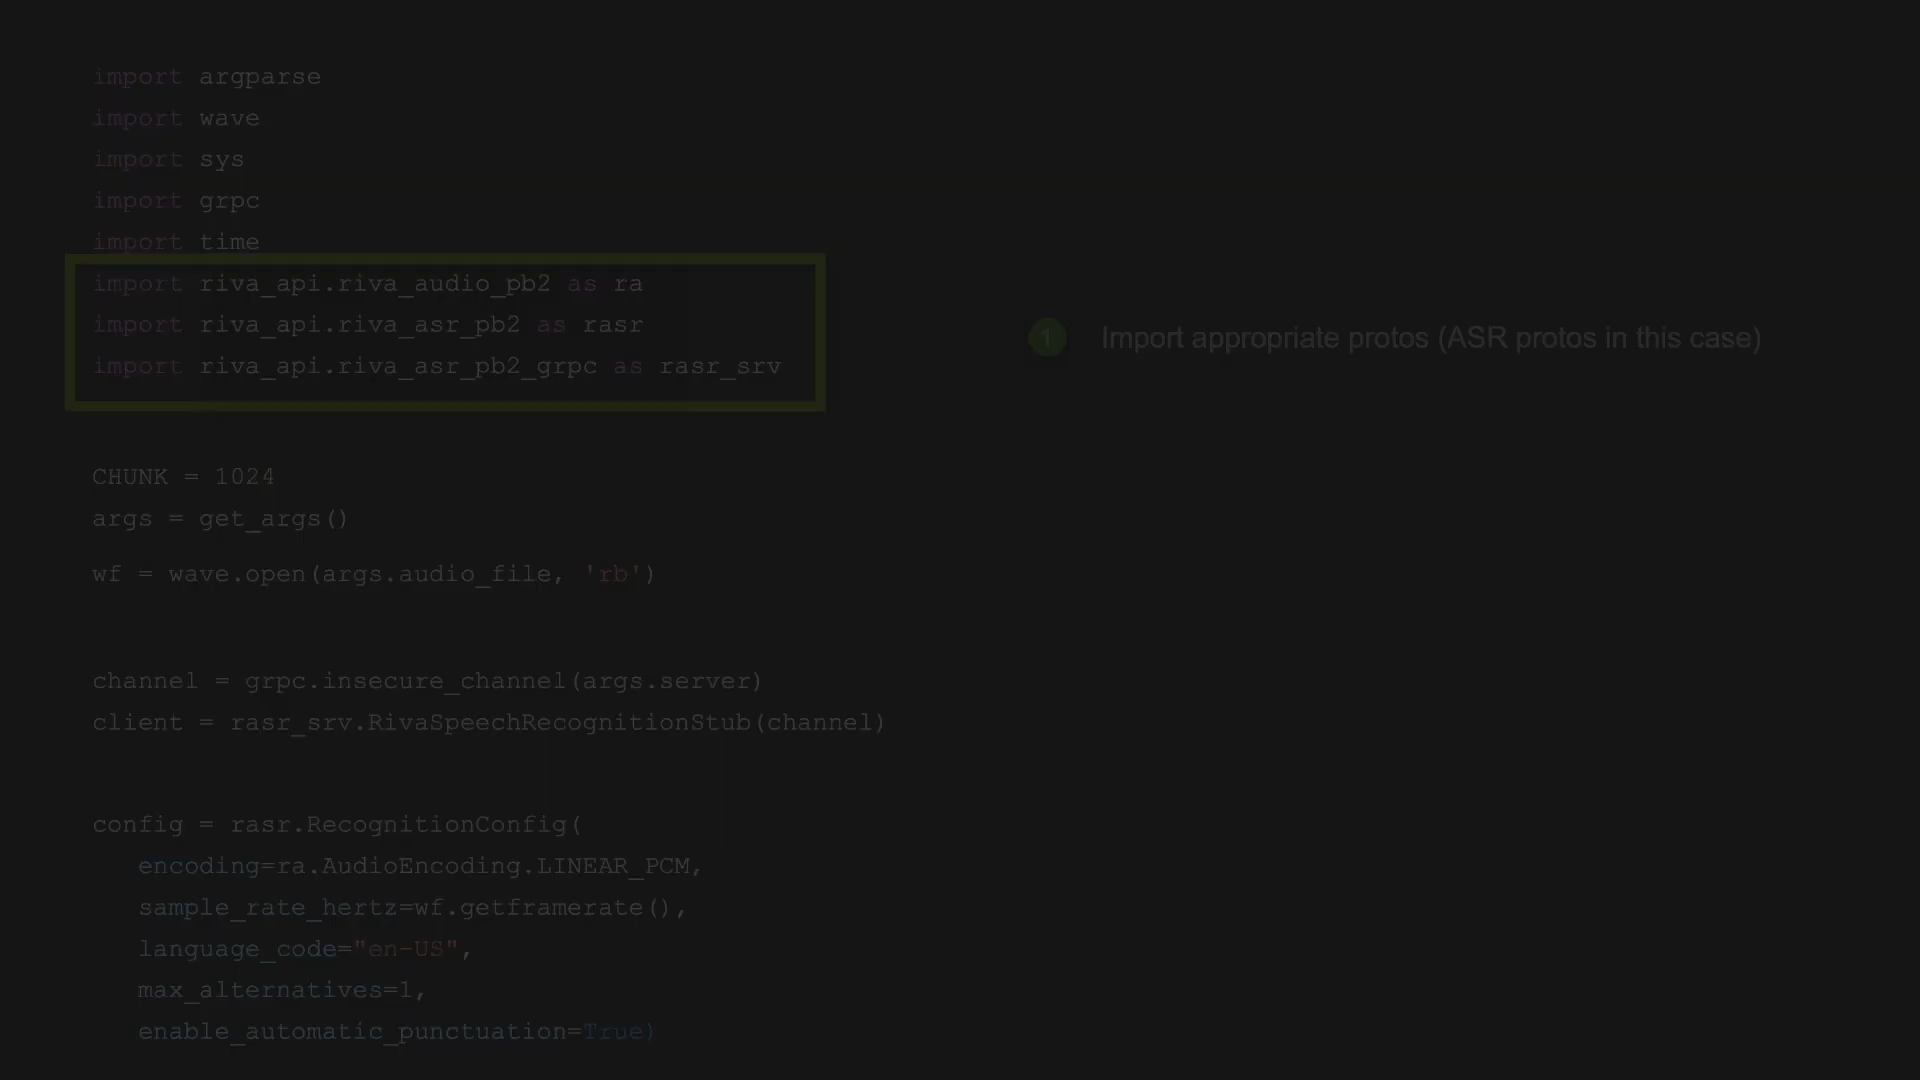 import argparse
import wave
import sys
import grpc
import time
import riva_api.riva_audio_pb2 as ra
import riva_api.riva_asr_pb2 as rasr
import riva_api.riva_asr_pb2_grpc as rasr_srv
1 Import appropriate protos (ASR protos in this case)
CHUNK = 1024
args = get_args()
wf = wave.open(args.audio_file, 'rb')
channel = grpc.insecure_channel(args.server)
client = rasr_srv.RivaSpeechRecognitionStub(channel)
config = rasr.RecognitionConfig(
encoding=ra.AudioEncoding.LINEAR_PCM,
sample_rate_hertz=wf.getframerate(),
language_code="en-US",
max_alternatives=1,
enable_automatic_punctuation=True)